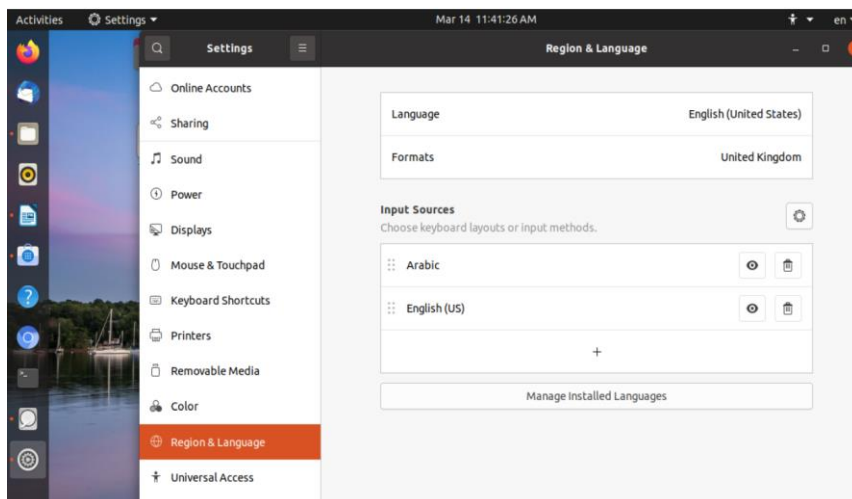 Activities Settings Mar 14 11:41:26 AM en
Settings Region & Language
Online Accounts
Sharing
Sound
Power
Displays
Mouse & Touchpad
Keyboard Shortcuts
Printers
Removable Media
Color
Region & Language
Universal Access
Language English (United States)
Formats United Kingdom
Input Sources
Choose keyboard layouts or input methods.
Arabic
English (US)
+
Manage Installed Languages